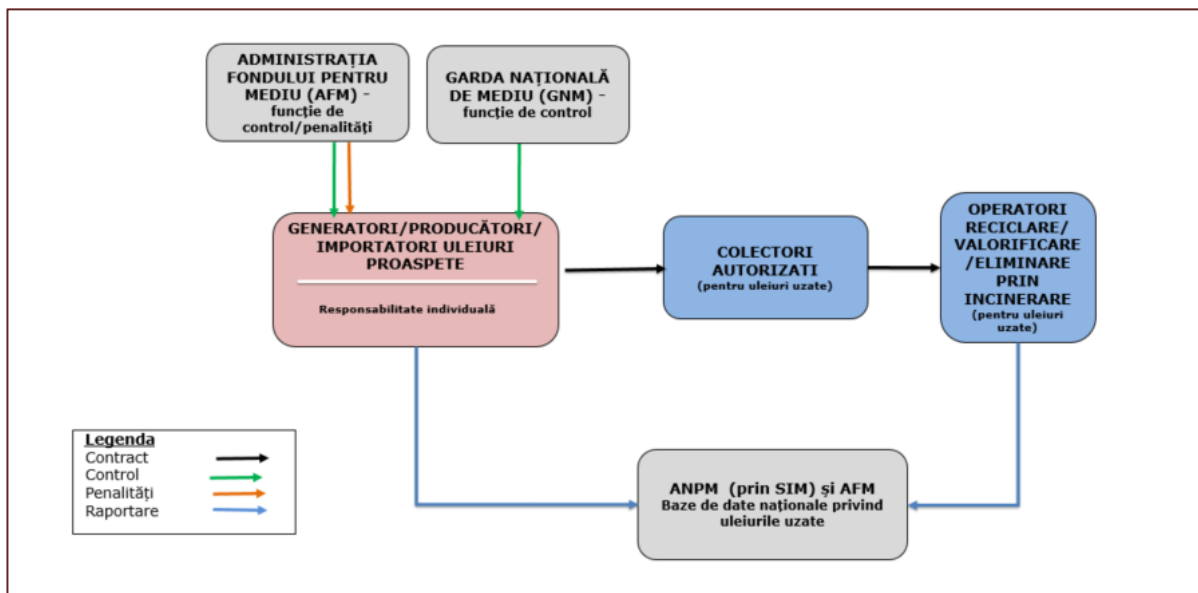 ADMINISTRAȚIA
FONDULUI PENTRU
MEDIU (AFM) –
funcție de
control/penalități
GARDA NAȚIONALĂ
DE MEDIU (GNM) –
funcție de control
GENERATORI/PRODUCĂTORI/
IMPORTATORI ULEIURI
PROASPETE
Responsabilitate individuală
COLECTORI
AUTORIZATI
(pentru uleiuri uzate)
OPERATORI
RECICLARE/
VALORIFICARE
/ELIMINARE
PRIN
INCINERARE
(pentru uleiuri
uzate)
Legenda
Contract
Control
Penalități
Raportare
ANPM (prin SIM) și AFM
Baze de date naționale privind
uleiurile uzate